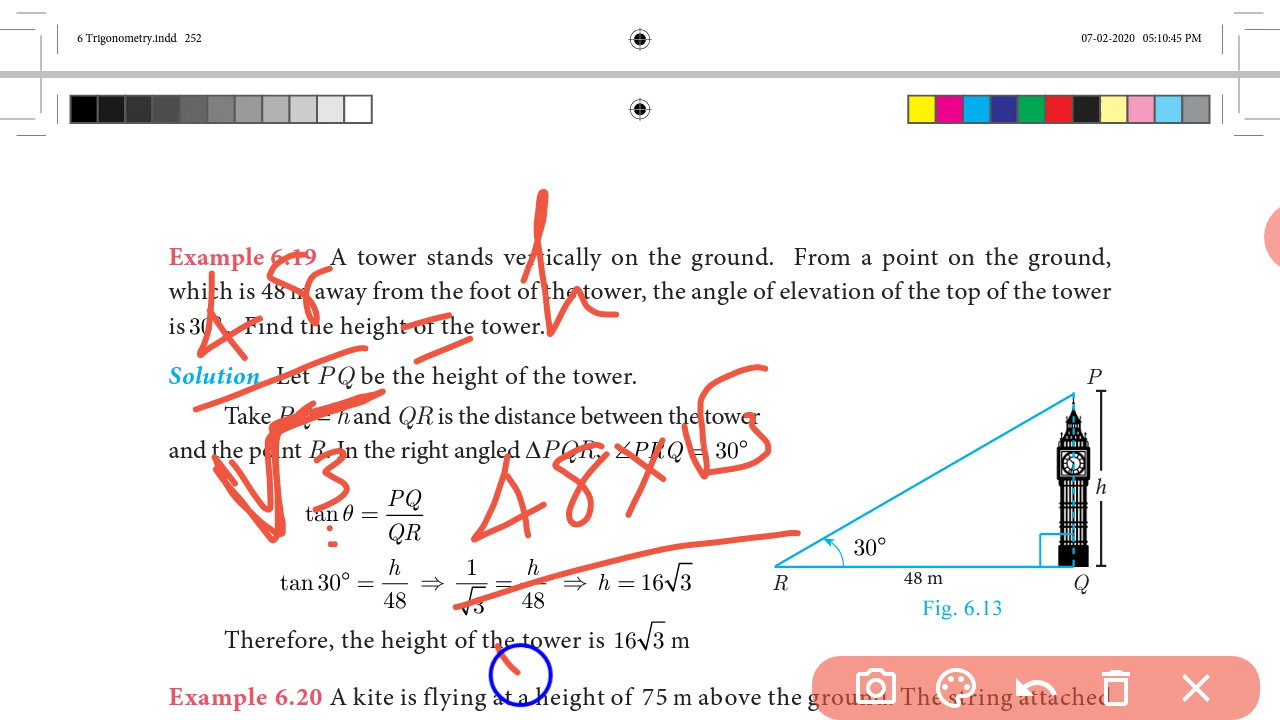 6 Trigonometry.indd 252
07-02-2020 05:10:45 PM
Example 6.19 A tower stands vertically on the ground. From a point on the ground,
which is 48 m away from the foot of the tower, the angle of elevation of the top of the tower
is 30°. Find the height of the tower.
48/√3 = h
Solution Let PQ be the height of the tower.
Take PQ = h and QR is the distance between the tower
and the point R. In the right angled ΔPQR, ∠PRQ = 30°
48×√3
tan θ = PQ/QR
tan 30° = h/48 ⇒ 1/√3 = h/48 ⇒ h = 16√3
Therefore, the height of the tower is 16√3 m
P
h
30°
R
48 m
Q
Fig. 6.13
Example 6.20 A kite is flying at a height of 75 m above the ground. The string attached